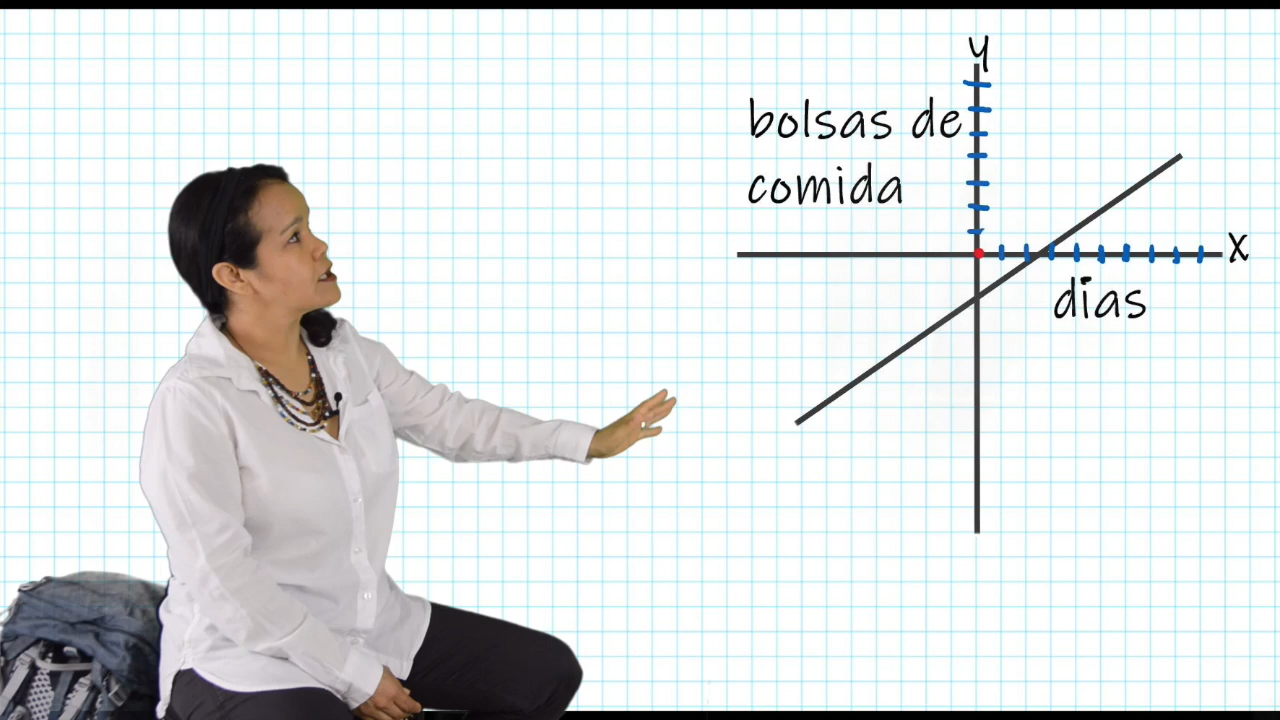 y
bolsas de
comida
x
dias